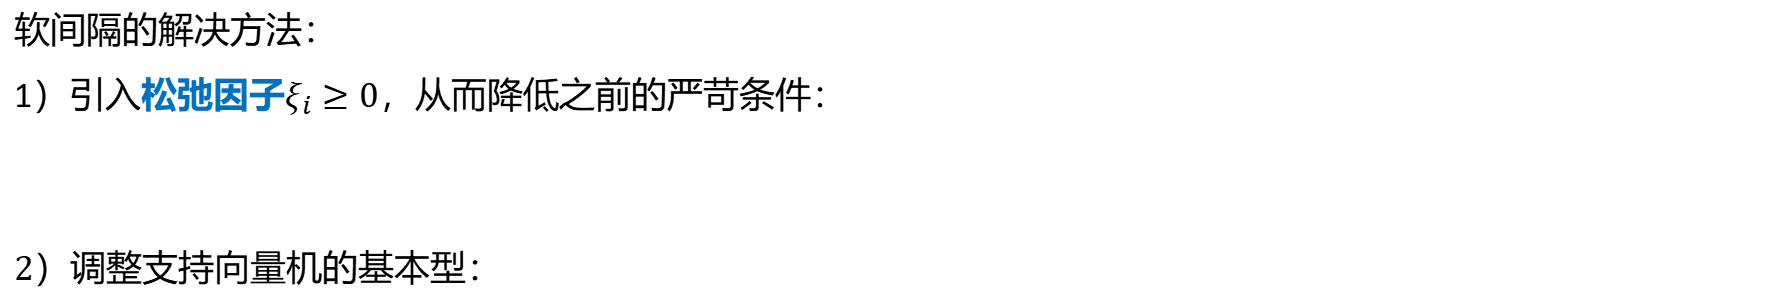 软间隔的解决方法：
1）引入松弛因子ξᵢ ≥ 0，从而降低之前的严苛条件：
2）调整支持向量机的基本型：